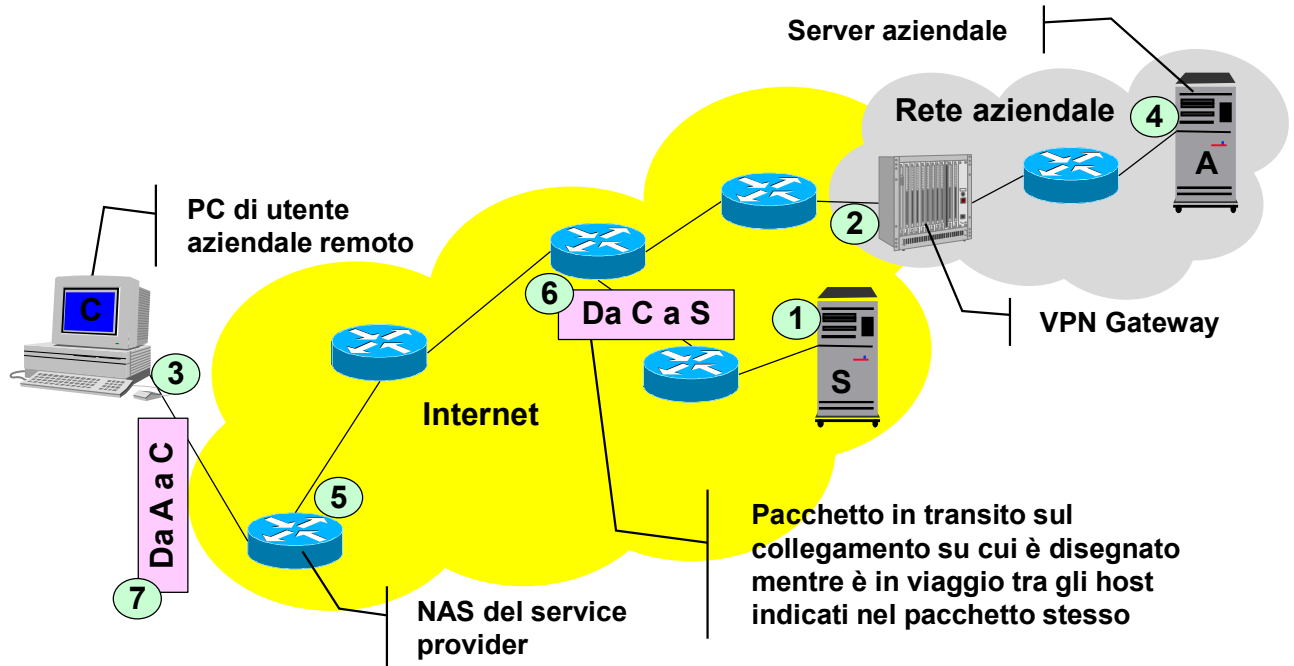 Server aziendale
Rete aziendale
4
A
PC di utente
aziendale remoto
2
C
6
Da C a S
1
VPN Gateway
3
S
Internet
Da A a C
5
Pacchetto in transito sul
collegamento su cui è disegnato
mentre è in viaggio tra gli host
indicati nel pacchetto stesso
7
NAS del service
provider